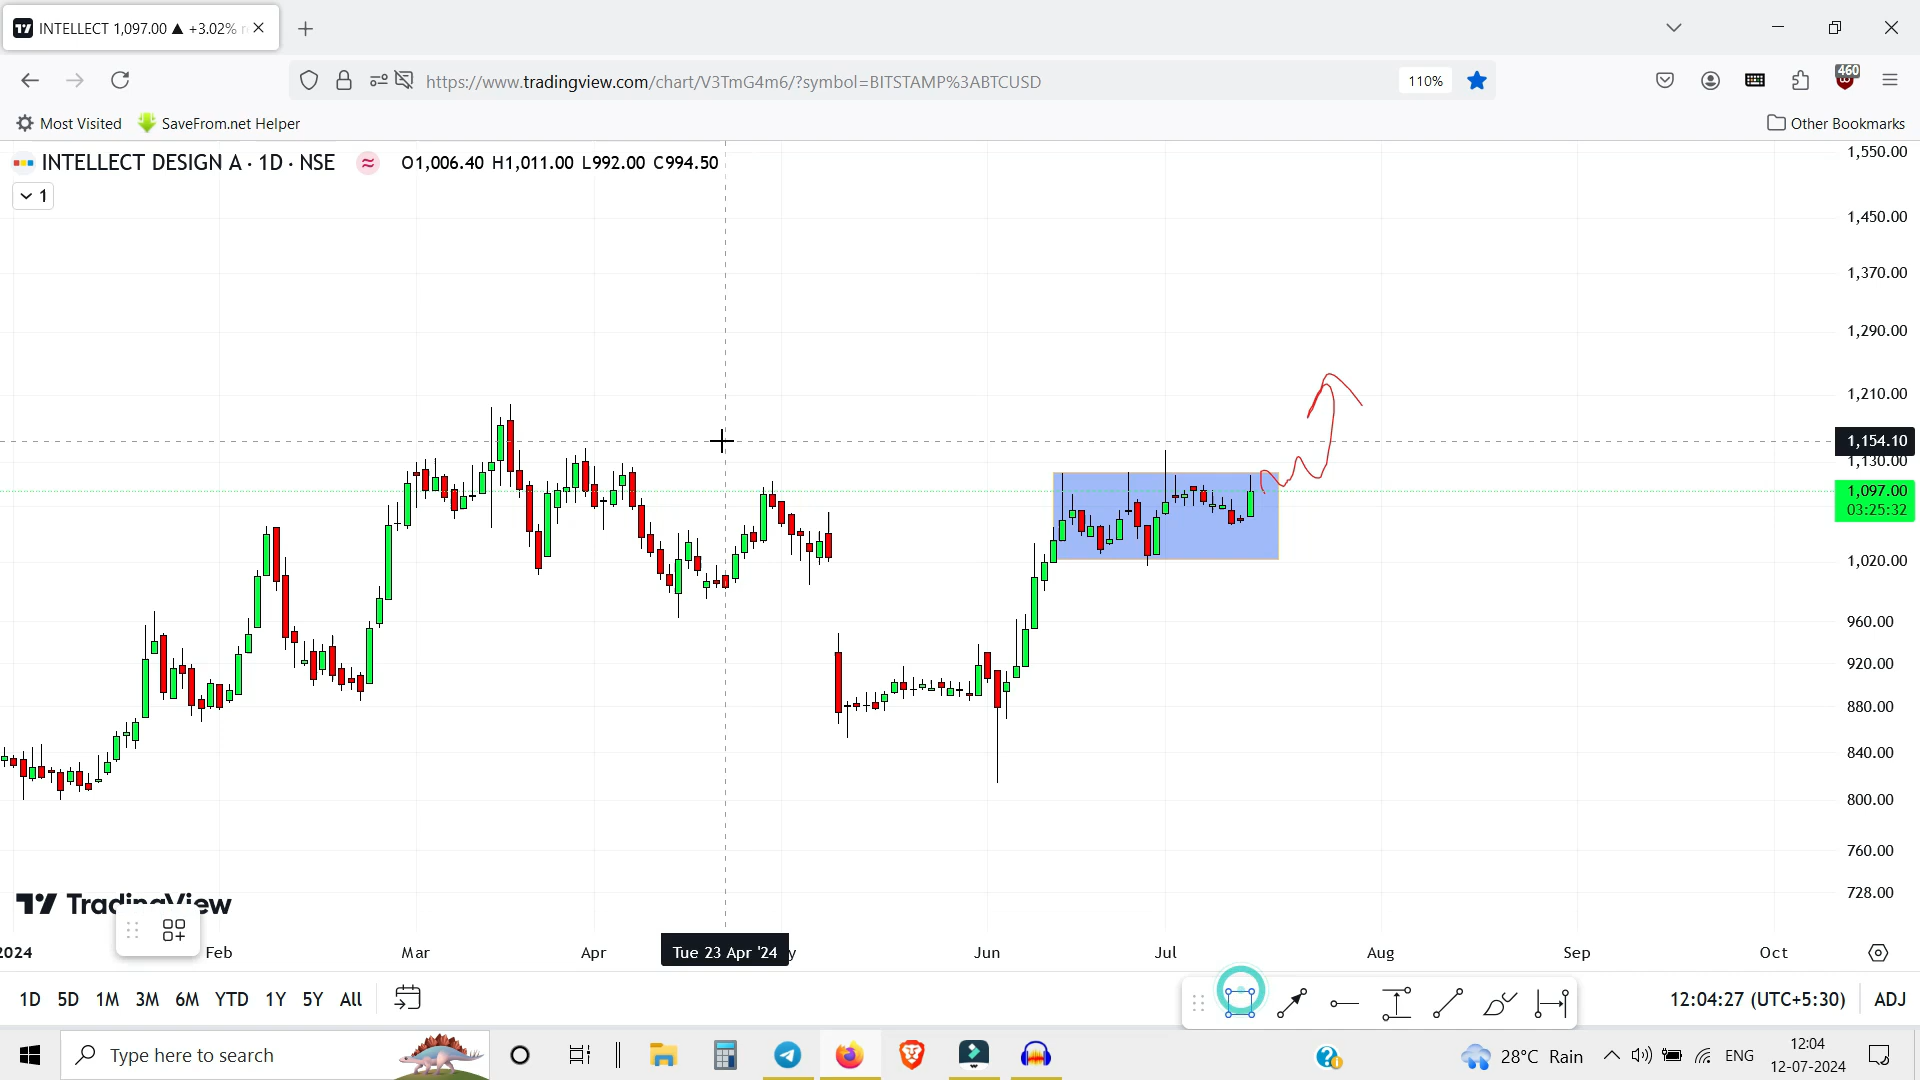 INTELLECT 1,097.00 ▲ +3.02%
460
https://www.tradingview.com/chart/V3TmG4m6/?symbol=BITSTAMP%3ABTCUSD
110%
Most Visited
SaveFrom.net Helper
Other Bookmarks
INTELLECT DESIGN A · 1D · NSE
O1,006.40 H1,011.00 L992.00 C994.50
1
1,550.00
1,450.00
1,370.00
1,290.00
1,210.00
1,154.10
1,130.00
1,097.00
03:25:32
1,020.00
960.00
920.00
880.00
840.00
800.00
760.00
728.00
TradingView
2024
Feb
Mar
Apr
Tue 23 Apr '24
Jun
Jul
Aug
Sep
Oct
1D 5D 1M 3M 6M YTD 1Y 5Y All
12:04:27 (UTC+5:30)
ADJ
Type here to search
28°C Rain
ENG
12:04
12-07-2024